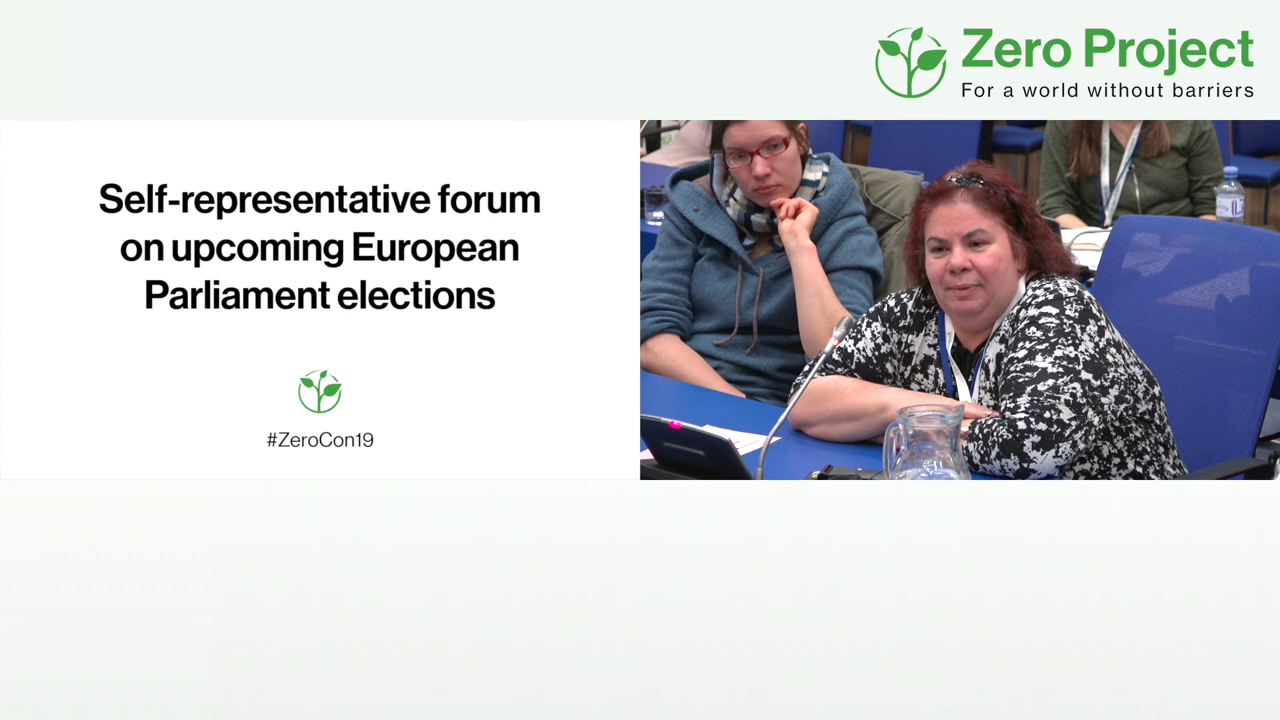 Zero Project
For a world without barriers
Self-representative forum
on upcoming European
Parliament elections
#ZeroCon19